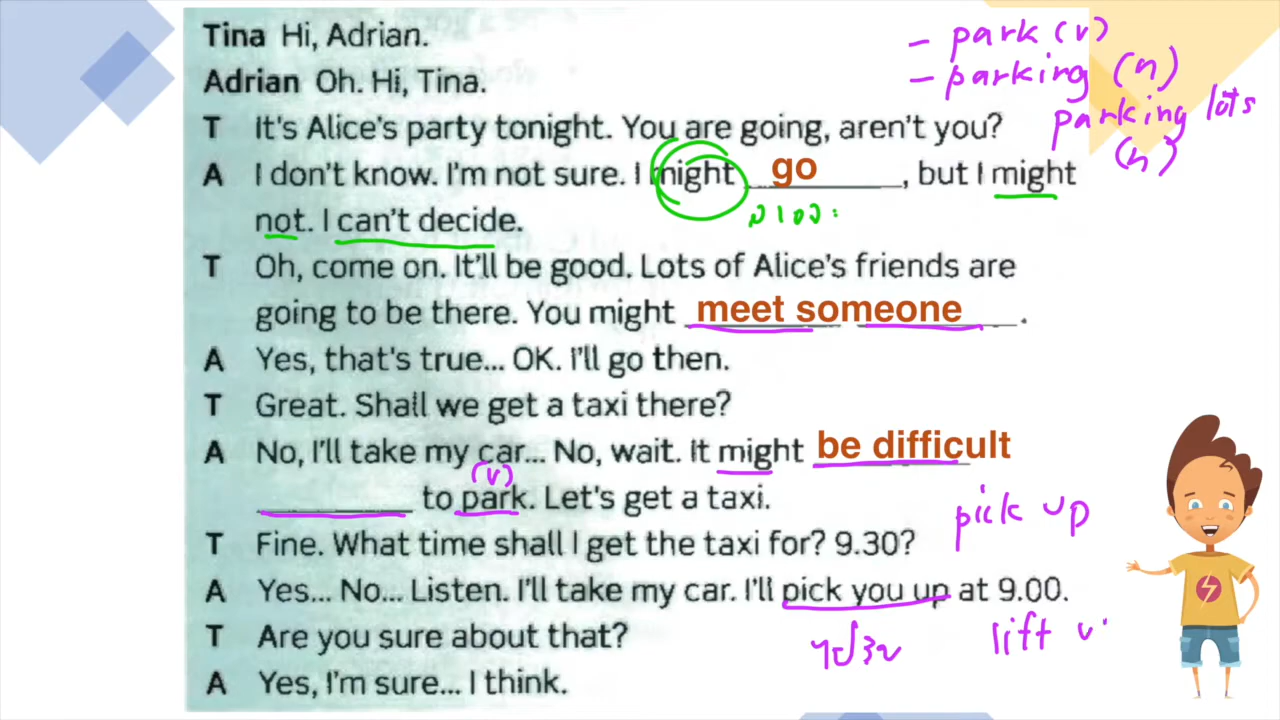 Tina Hi, Adrian.
Adrian Oh. Hi, Tina.
T It's Alice's party tonight. You are going, aren't you?
A I don't know. I'm not sure. I might go, but I might
not. I can't decide.
T Oh, come on. It'll be good. Lots of Alice's friends are
going to be there. You might meet someone.
A Yes, that's true... OK. I'll go then.
T Great. Shall we get a taxi there?
A No, I'll take my car... No, wait. It might be difficult
(v)
to park. Let's get a taxi.
T Fine. What time shall I get the taxi for? 9.30?
A Yes... No... Listen. I'll take my car. I'll pick you up at 9.00.
T Are you sure about that?
A Yes, I'm sure... I think.
- park (v)
- parking (n)
parking lots
(n)
pick up
lift